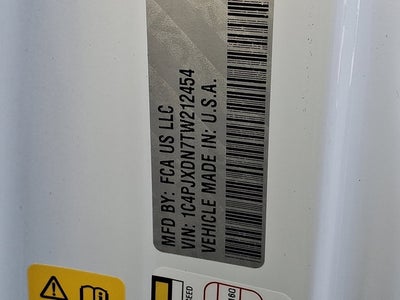 MFD BY: FCA US LLC
VIN: 1C4PJXDN7TW212454
VEHICLE MADE IN: U.S.A.